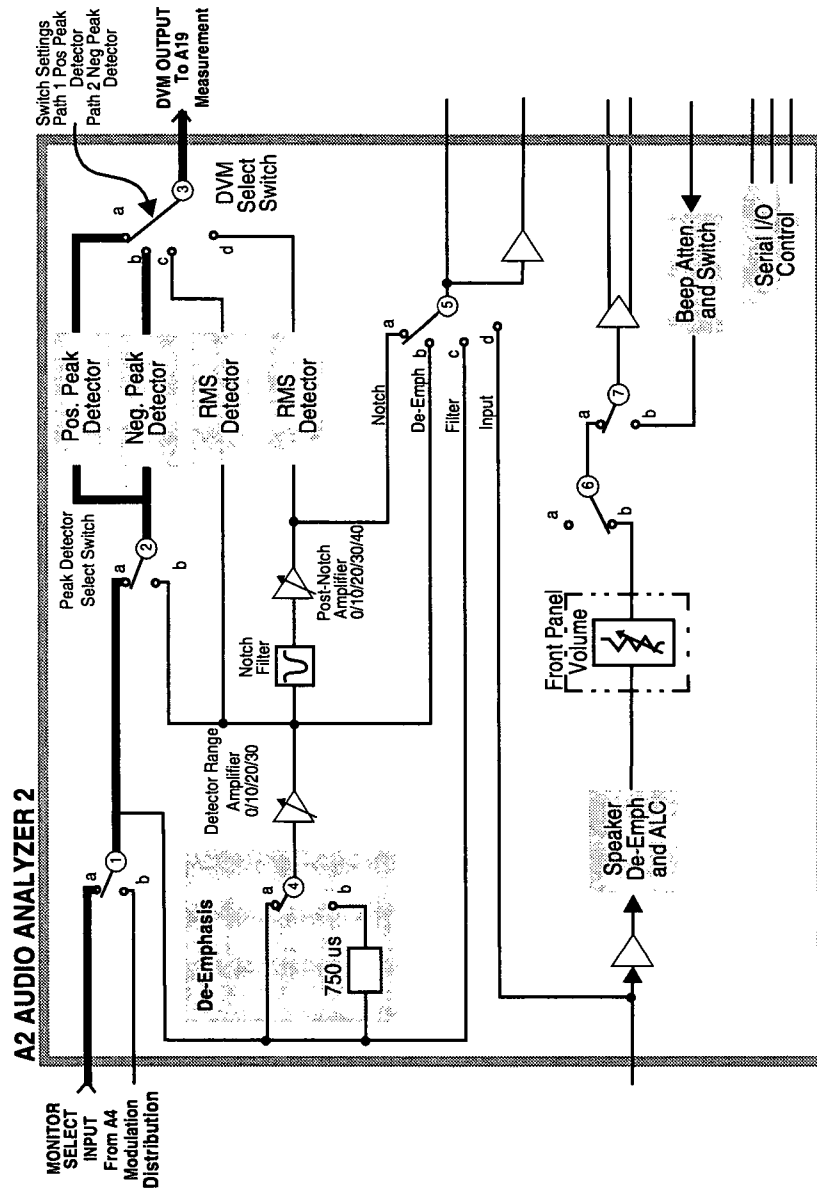 A2 AUDIO ANALYZER 2
MONITOR
SELECT
INPUT
From A4
Modulation
Distribution
a
1
b
Peak Detector
Select Switch
a
2
b
Pos. Peak
Detector
Neg. Peak
Detector
RMS
Detector
RMS
Detector
Switch Settings
Path 1 Pos Peak
Detector
Path 2 Neg Peak
Detector
DVM OUTPUT
To A19
Measurement
a
b
c
d
3
DVM
Select
Switch
De-Emphasis
a
4
b
750 us
Detector Range
Amplifier
0/10/20/30
Notch
Filter
Post-Notch
Amplifier
0/10/20/30/40
Notch
a
De-Emph
b
Filter
c
Input
d
5
Speaker
De-Emph
and ALC
Front Panel
Volume
a
6
b
a
7
b
Beep Atten.
and Switch
Serial I/O
Control